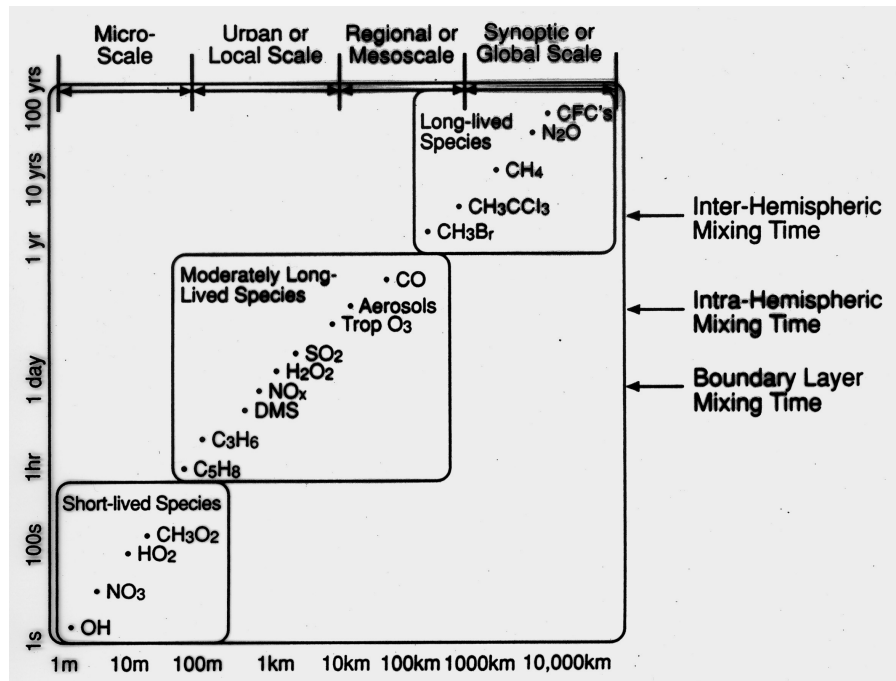 Micro-
Scale
Urban or
Local Scale
Regional or
Mesoscale
Synoptic or
Global Scale
100 yrs
10 yrs
1 yr
1 day
1hr
100s
1s
Long-lived
Species
CFC's
N₂O
CH₄
CH₃CCl₃
CH₃Br
Inter-Hemispheric
Mixing Time
Moderately Long-
Lived Species
CO
Aerosols
Trop O₃
SO₂
H₂O₂
NOₓ
DMS
C₃H₆
C₅H₈
Intra-Hemispheric
Mixing Time
Boundary Layer
Mixing Time
Short-lived Species
CH₃O₂
HO₂
NO₃
OH
1m 10m 100m 1km 10km 100km 1000km 10,000km